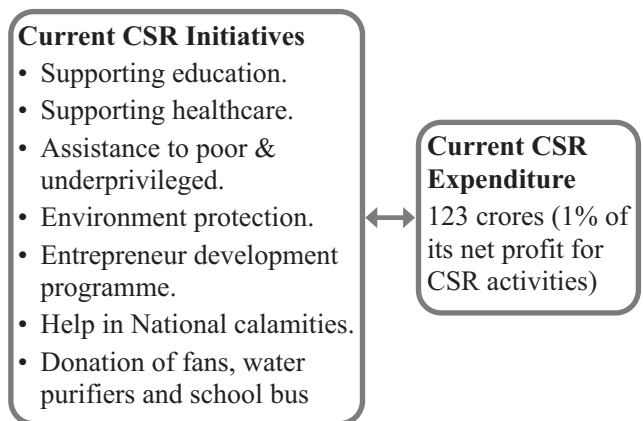 Current CSR Initiatives
• Supporting education.
• Supporting healthcare.
• Assistance to poor &
underprivileged.
• Environment protection.
• Entrepreneur development
programme.
• Help in National calamities.
• Donation of fans, water
purifiers and school bus
Current CSR
Expenditure
123 crores (1% of
its net profit for
CSR activities)